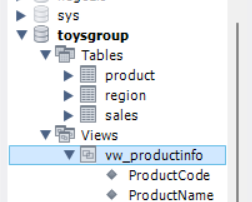 sys
toysgroup
Tables
product
region
sales
Views
vw_productinfo
ProductCode
ProductName